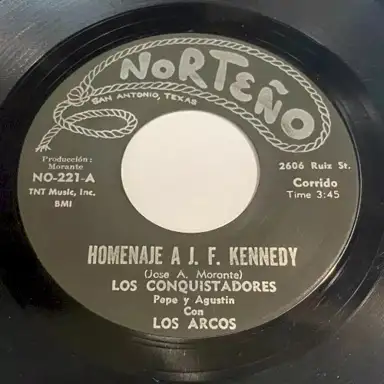 NORTEÑO
SAN ANTONIO, TEXAS
Producción:
Morante
NO-221-A
TNT Music, Inc.
BMI
2606 Ruiz St.
Corrido
Time 3:45
HOMENAJE A J. F. KENNEDY
(Jose A. Morante)
LOS CONQUISTADORES
Pepe y Agustin
Con
LOS ARCOS